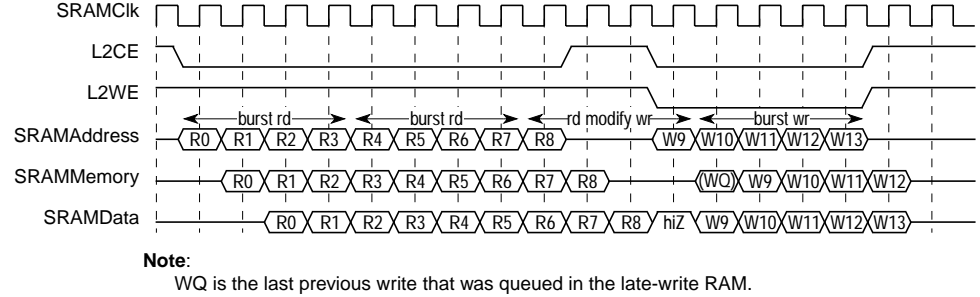 SRAMClk
L2CE
L2WE
burst rd burst rd rd modify wr burst wr
SRAMAddress R0 R1 R2 R3 R4 R5 R6 R7 R8 W9 W10 W11 W12 W13
SRAMMemory R0 R1 R2 R3 R4 R5 R6 R7 R8 (WQ) W9 W10 W11 W12
SRAMData R0 R1 R2 R3 R4 R5 R6 R7 R8 hiZ W9 W10 W11 W12 W13
Note:
WQ is the last previous write that was queued in the late-write RAM.